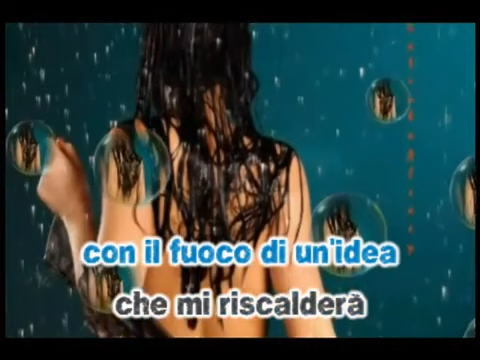 con il fuoco di un'idea
che mi riscalderà